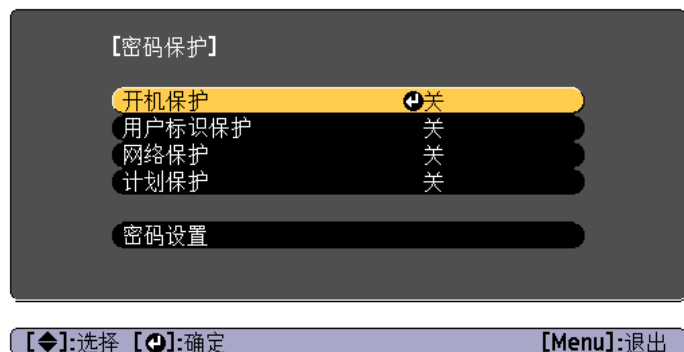 [密码保护]
开机保护 关
用户标识保护 关
网络保护 关
计划保护 关
密码设置
[◆]:选择 [↵]:确定 [Menu]:退出